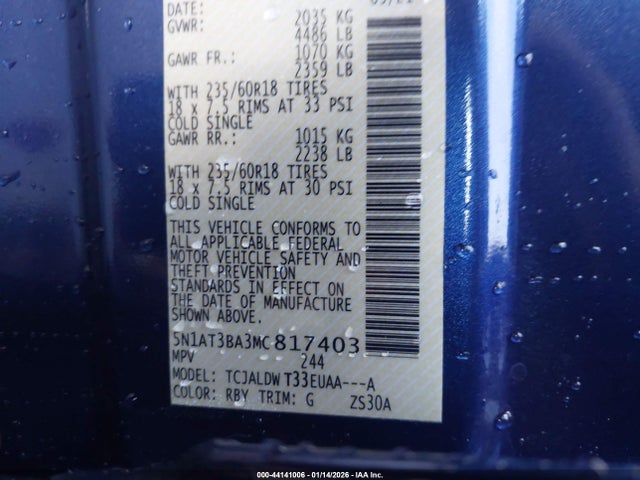 DATE:
GVWR: 2035 KG
4486 LB
GAWR FR.: 1070 KG
2359 LB
WITH 235/60R18 TIRES
18 x 7.5 RIMS AT 33 PSI
COLD SINGLE
GAWR RR.: 1015 KG
2238 LB
WITH 235/60R18 TIRES
18 x 7.5 RIMS AT 30 PSI
COLD SINGLE
THIS VEHICLE CONFORMS TO
ALL APPLICABLE FEDERAL
MOTOR VEHICLE SAFETY AND
THEFT PREVENTION
STANDARDS IN EFFECT ON
THE DATE OF MANUFACTURE
SHOWN ABOVE.
5N1AT3BA3MC817403
MPV 244
MODEL: TCJALDW T33EUAA---A
COLOR: RBY TRIM: G ZS30A
000-44141006 - 01/14/2026 - IAA Inc.